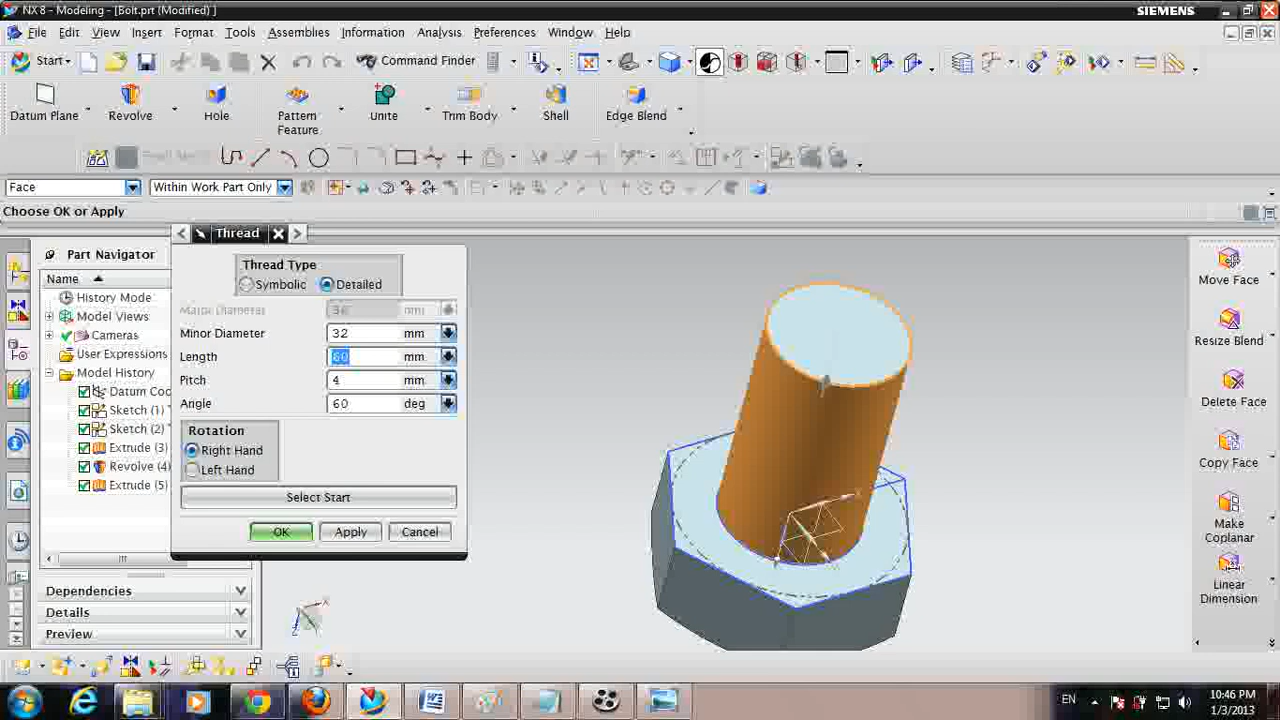 NX 8 - Modeling - [Bolt.prt (Modified) ]
SIEMENS
File Edit View Insert Format Tools Assemblies Information Analysis Preferences Window Help
Start Command Finder
Datum Plane Revolve Hole Pattern Feature Unite Trim Body Shell Edge Blend
Face Within Work Part Only
Choose OK or Apply
Thread
Part Navigator
Name
History Mode
Model Views
Cameras
User Expressions
Model History
Datum Coo
Sketch (1)
Sketch (2)
Extrude (3)
Revolve (4)
Extrude (5)
Dependencies
Details
Preview
Thread Type
Symbolic Detailed
Major Diameter 36 mm
Minor Diameter 32 mm
Length 60 mm
Pitch 4 mm
Angle 60 deg
Rotation
Right Hand
Left Hand
Select Start
OK Apply Cancel
Move Face
Resize Blend
Delete Face
Copy Face
Make
Coplanar
Linear
Dimension
EN
10:46 PM
1/3/2013